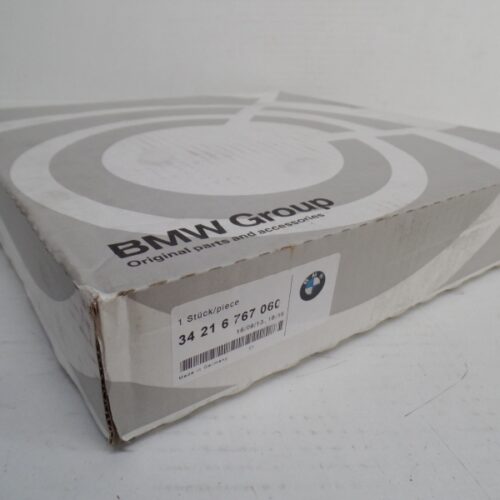 BMW Group
Original parts and accessories
1 Stück/piece
34 21 6 767 060
Made in Germany